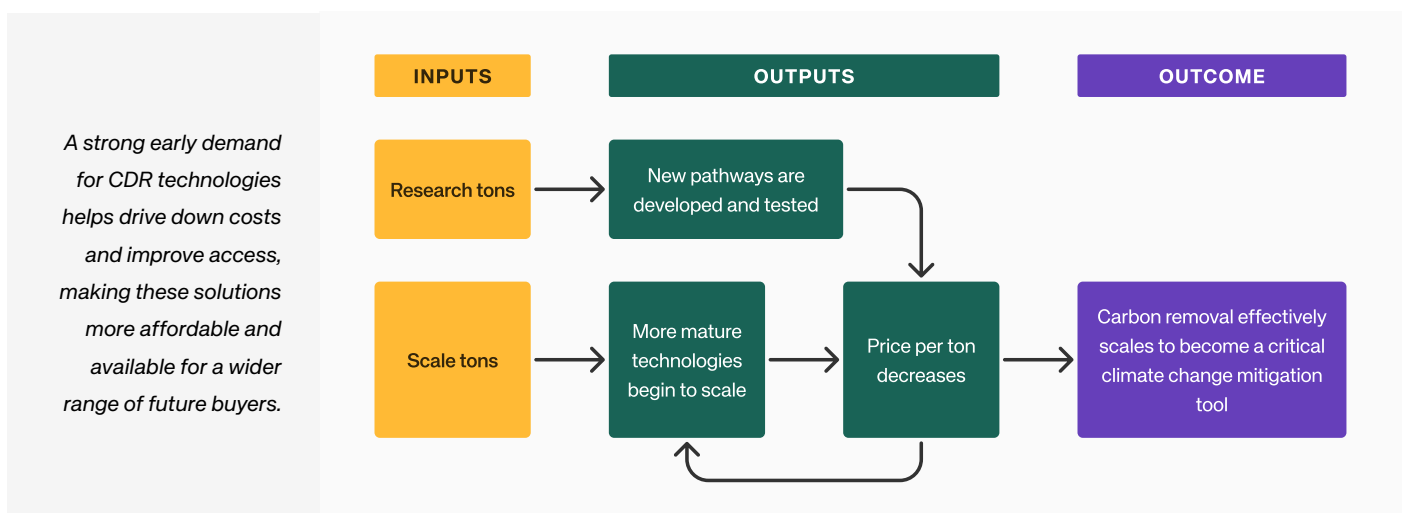 A strong early demand
for CDR technologies
helps drive down costs
and improve access,
making these solutions
more affordable and
available for a wider
range of future buyers.
INPUTS
OUTPUTS
OUTCOME
Research tons
New pathways are
developed and tested
Scale tons
More mature
technologies
begin to scale
Price per ton
decreases
Carbon removal effectively
scales to become a critical
climate change mitigation
tool